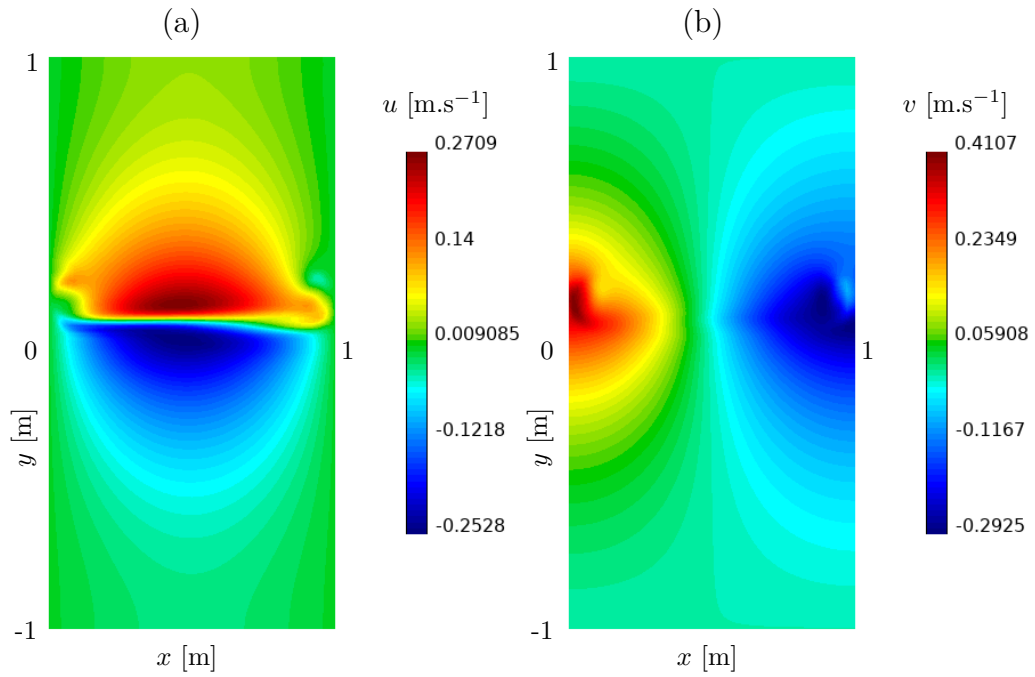 (a)
(b)
1
u [m.s⁻¹]
0.2709
0.14
0.009085
-0.1218
-0.2528
0
1
y [m]
-1
x [m]
1
v [m.s⁻¹]
0.4107
0.2349
0.05908
-0.1167
-0.2925
0
1
y [m]
-1
x [m]